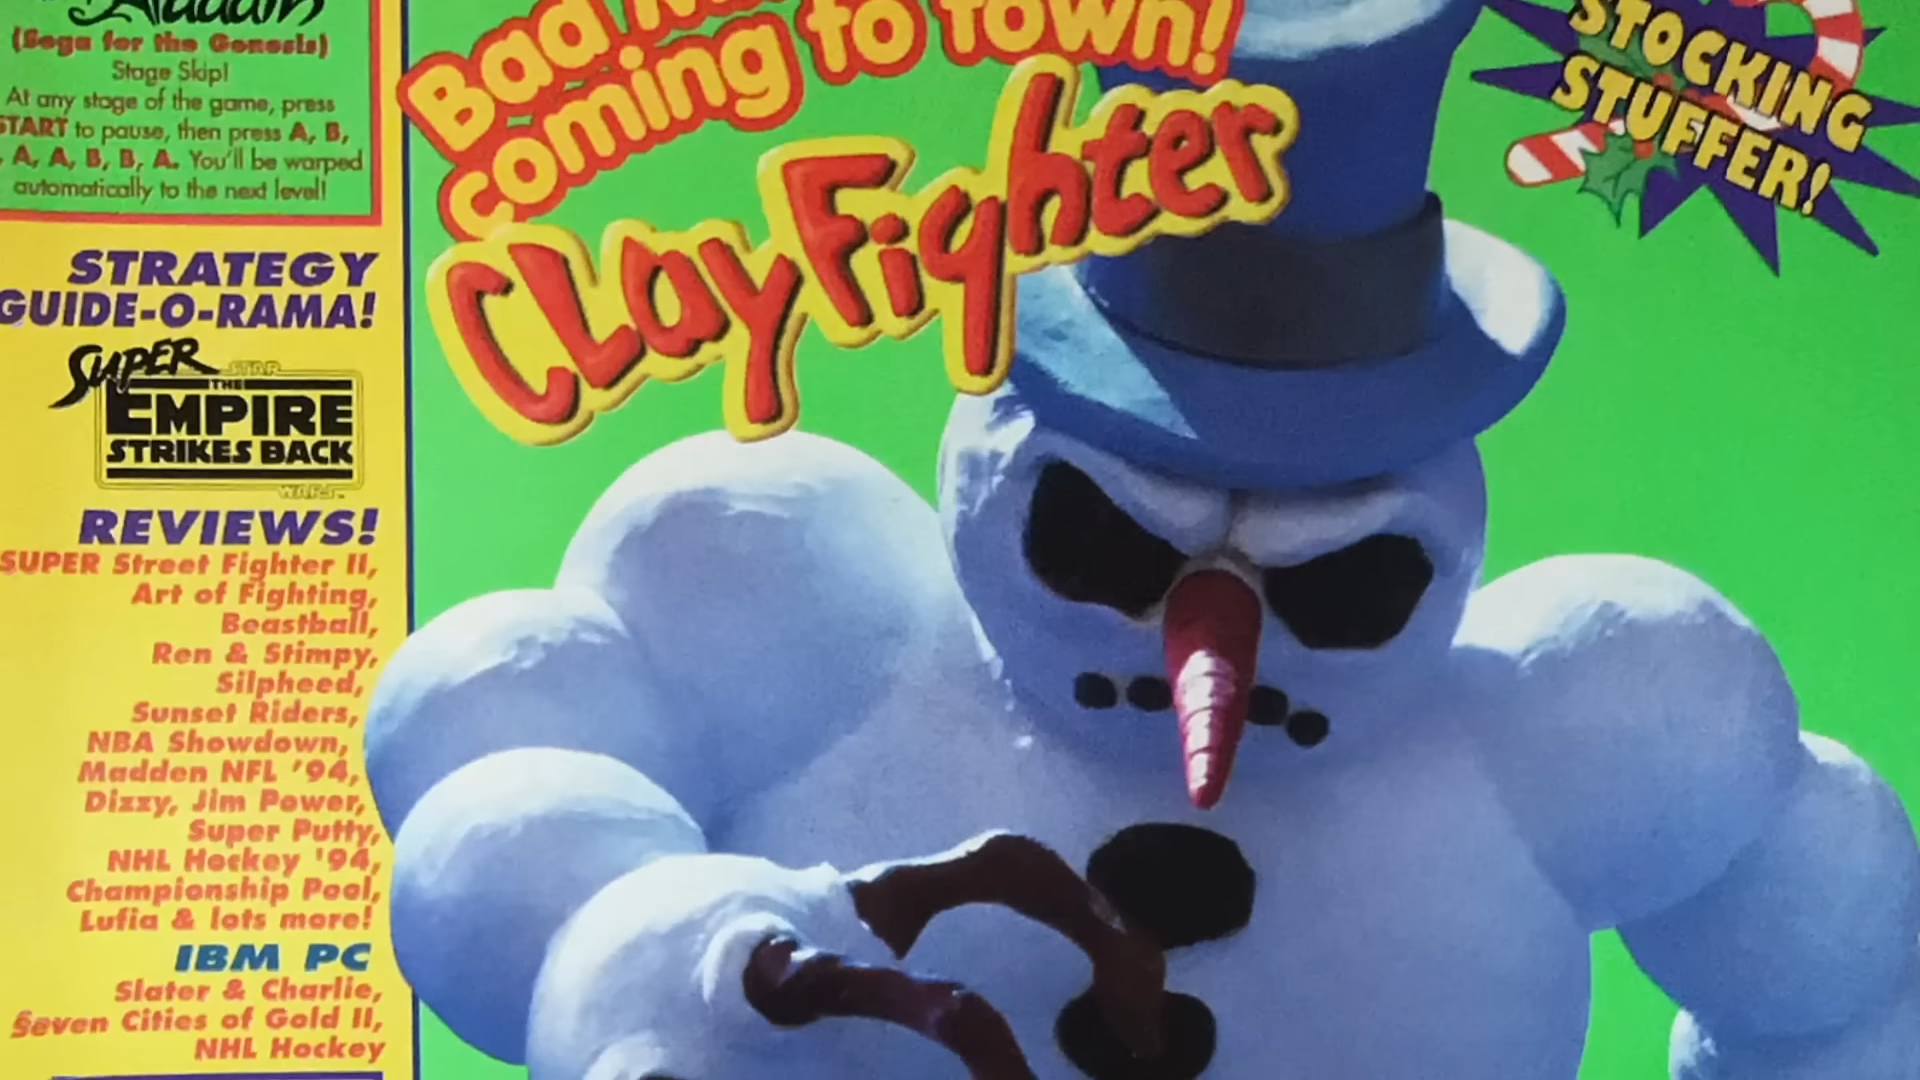 Aladdin
(Sega for the Genesis)
Stage Skip!
At any stage of the game, press
START to pause, then press A, B,
A, A, B, B, A. You'll be warped
automatically to the next level!
STRATEGY
GUIDE-O-RAMA!
SUPER STAR
THE
EMPIRE
STRIKES BACK
WARS
REVIEWS!
SUPER Street Fighter II,
Art of Fighting,
Beastball,
Ren & Stimpy,
Silpheed,
Sunset Riders,
NBA Showdown,
Madden NFL '94,
Dizzy, Jim Power,
Super Putty,
NHL Hockey '94,
Championship Pool,
Lufia & lots more!
IBM PC
Slater & Charlie,
Seven Cities of Gold II,
NHL Hockey
Bad
coming to town!
CLayFighter
STOCKING
STUFFER!